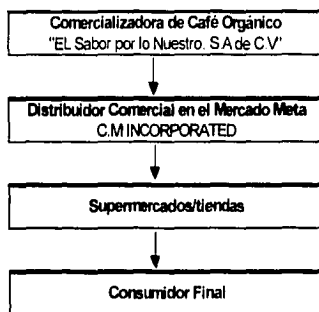 Comercializadora de Café Orgánico
"EL Sabor por lo Nuestro. S.A de C.V"
Distribuidor Comercial en el Mercado Meta
C.M INCORPORATED
Supermercados/tiendas
Consumidor Final